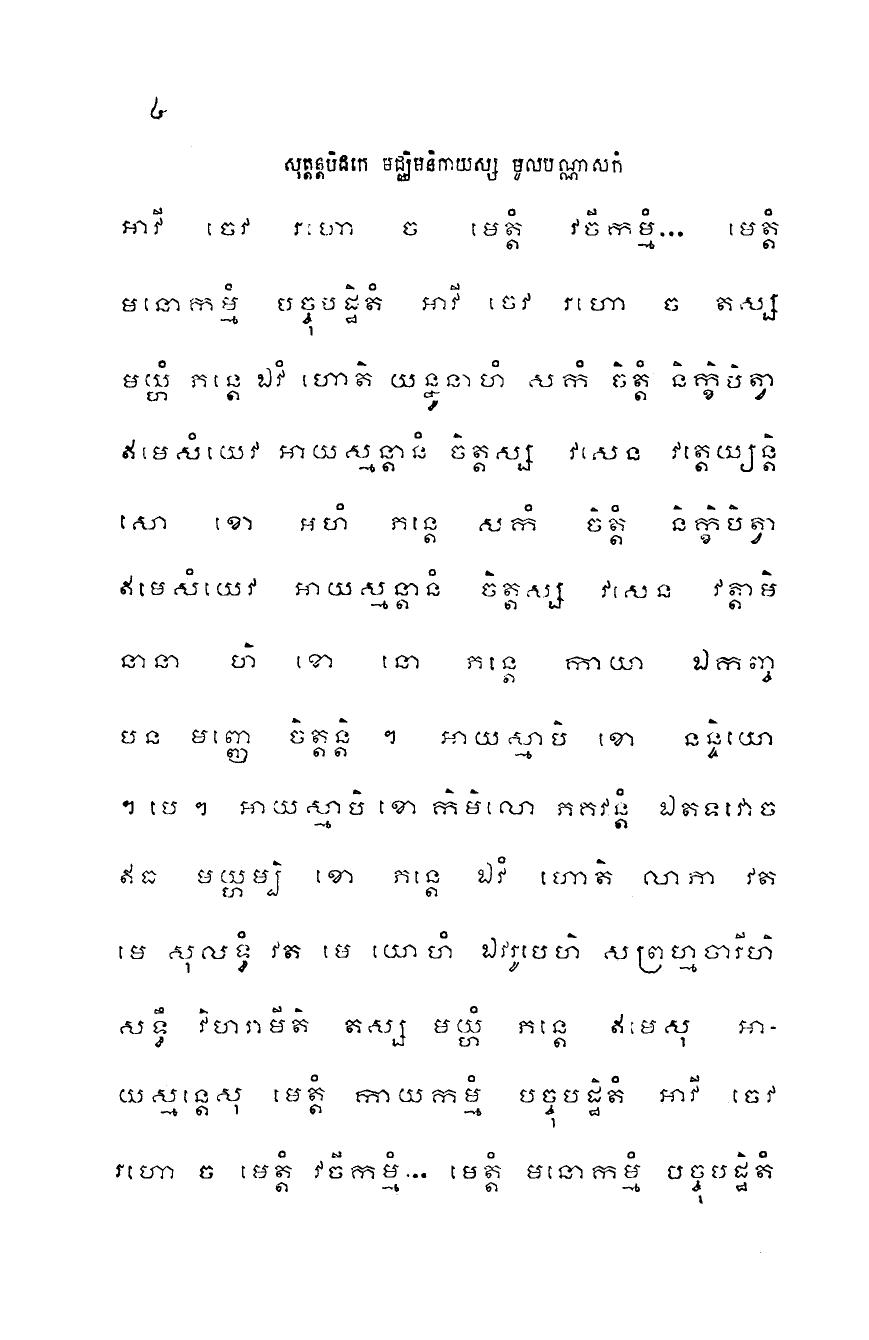 ៤
សុត្តន្តបិដកេ មជ្ឈិមនិកាយស្ស មូលបណ្ណាសកំ
អាវី ចេវ រហោ ច មេត្តំ វចីកម្មំ... មេត្តំ
មនោកម្មំ បច្ចុបដ្ឋិតំ អាវី ចេវ រហោ ច តស្ស
មយ្ហំ ភន្តេ ឯវំ ហោតិ យន្នូនាហំ សកំ ចិត្តំ និក្ខិបិត្វា
ឥមេសំយេវ អាយស្មន្តានំ ចិត្តស្ស វសេន វត្តេយ្យន្តិ
សោ ខោ អហំ ភន្តេ សកំ ចិត្តំ និក្ខិបិត្វា
ឥមេសំយេវ អាយស្មន្តានំ ចិត្តស្ស វសេន វត្តាមិ
នានា ហិ ខោ នោ ភន្តេ កាយា ឯកញ្ច
បន មញ្ញេ ចិត្តន្តិ ។ អាយស្មាបិ ខោ នន្ទិយោ
។ បេ ។ អាយស្មាបិ ខោ កិមិលោ ភគវន្តំ ឯតទវោច
ឥធ មយ្ហម្បិ ខោ ភន្តេ ឯវំ ហោតិ លាភា វត
មេ សុលទ្ធំ វត មេ យោហំ ឯវរូបេហិ សព្រហ្មចារីហិ
សទ្ធឹ វិហរាមីតិ តស្ស មយ្ហំ ភន្តេ ឥមេសុ អា-
យស្មន្តេសុ មេត្តំ កាយកម្មំ បច្ចុបដ្ឋិតំ អាវី ចេវ
រហោ ច មេត្តំ វចីកម្មំ... មេត្តំ មនោកម្មំ បច្ចុបដ្ឋិតំ